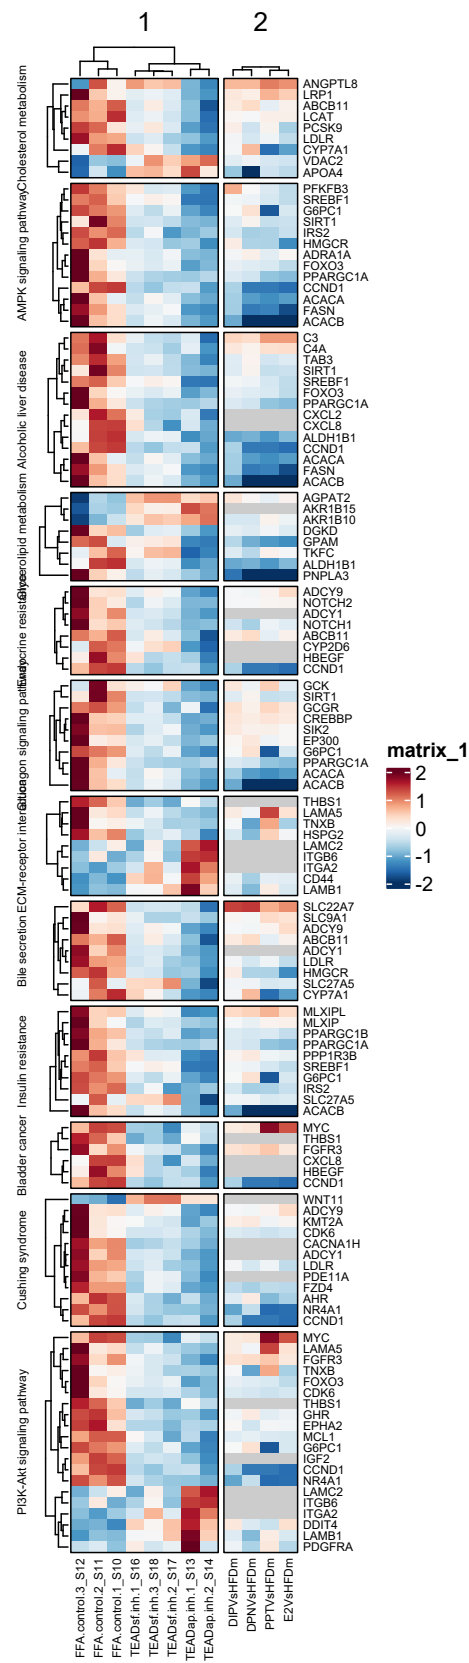 1 2
Cholesterol metabolism
ANGPTL8
LRP1
ABCB11
LCAT
PCSK9
LDLR
CYP7A1
VDAC2
APOA4
AMPK signaling pathway
PFKFB3
SREBF1
G6PC1
SIRT1
IRS2
HMGCR
ADRA1A
FOXO3
PPARGC1A
CCND1
ACACA
FASN
ACACB
Alcoholic liver disease
C3
C4A
TAB3
SIRT1
SREBF1
FOXO3
PPARGC1A
CXCL2
CXCL8
ALDH1B1
CCND1
ACACA
FASN
ACACB
Glycerolipid metabolism
AGPAT2
AKR1B15
AKR1B10
DGKD
GPAM
TKFC
ALDH1B1
PNPLA3
Endocrine resistance
ADCY9
NOTCH2
ADCY1
NOTCH1
ABCB11
CYP2D6
HBEGF
CCND1
Glucagon signaling pathway
GCK
SIRT1
GCGR
CREBBP
SIK2
EP300
G6PC1
PPARGC1A
ACACA
ACACB
ECM-receptor interaction
THBS1
LAMA5
TNXB
HSPG2
LAMC2
ITGB6
ITGA2
CD44
LAMB1
Bile secretion
SLC22A7
SLC9A1
ADCY9
ABCB11
ADCY1
LDLR
HMGCR
SLC27A5
CYP7A1
Insulin resistance
MLXIPL
MLXIP
PPARGC1B
PPARGC1A
PPP1R3B
SREBF1
G6PC1
IRS2
SLC27A5
ACACB
Bladder cancer
MYC
THBS1
FGFR3
CXCL8
HBEGF
CCND1
Cushing syndrome
WNT11
ADCY9
KMT2A
CDK6
CACNA1H
ADCY1
LDLR
PDE11A
FZD4
AHR
NR4A1
CCND1
PI3K-Akt signaling pathway
MYC
LAMA5
FGFR3
TNXB
FOXO3
CDK6
THBS1
GHR
EPHA2
MCL1
G6PC1
IGF2
CCND1
NR4A1
LAMC2
ITGB6
ITGA2
DDIT4
LAMB1
PDGFRA
FFA.control.3_S12
FFA.control.2_S11
FFA.control.1_S10
TEADsf.inh.1_S16
TEADsf.inh.3_S18
TEADsf.inh.2_S17
TEADap.inh.1_S13
TEADap.inh.2_S14
DIPVsHFDm
DPNVsHFDm
PPTVsHFDm
E2VsHFDm
matrix_1
2
1
0
-1
-2